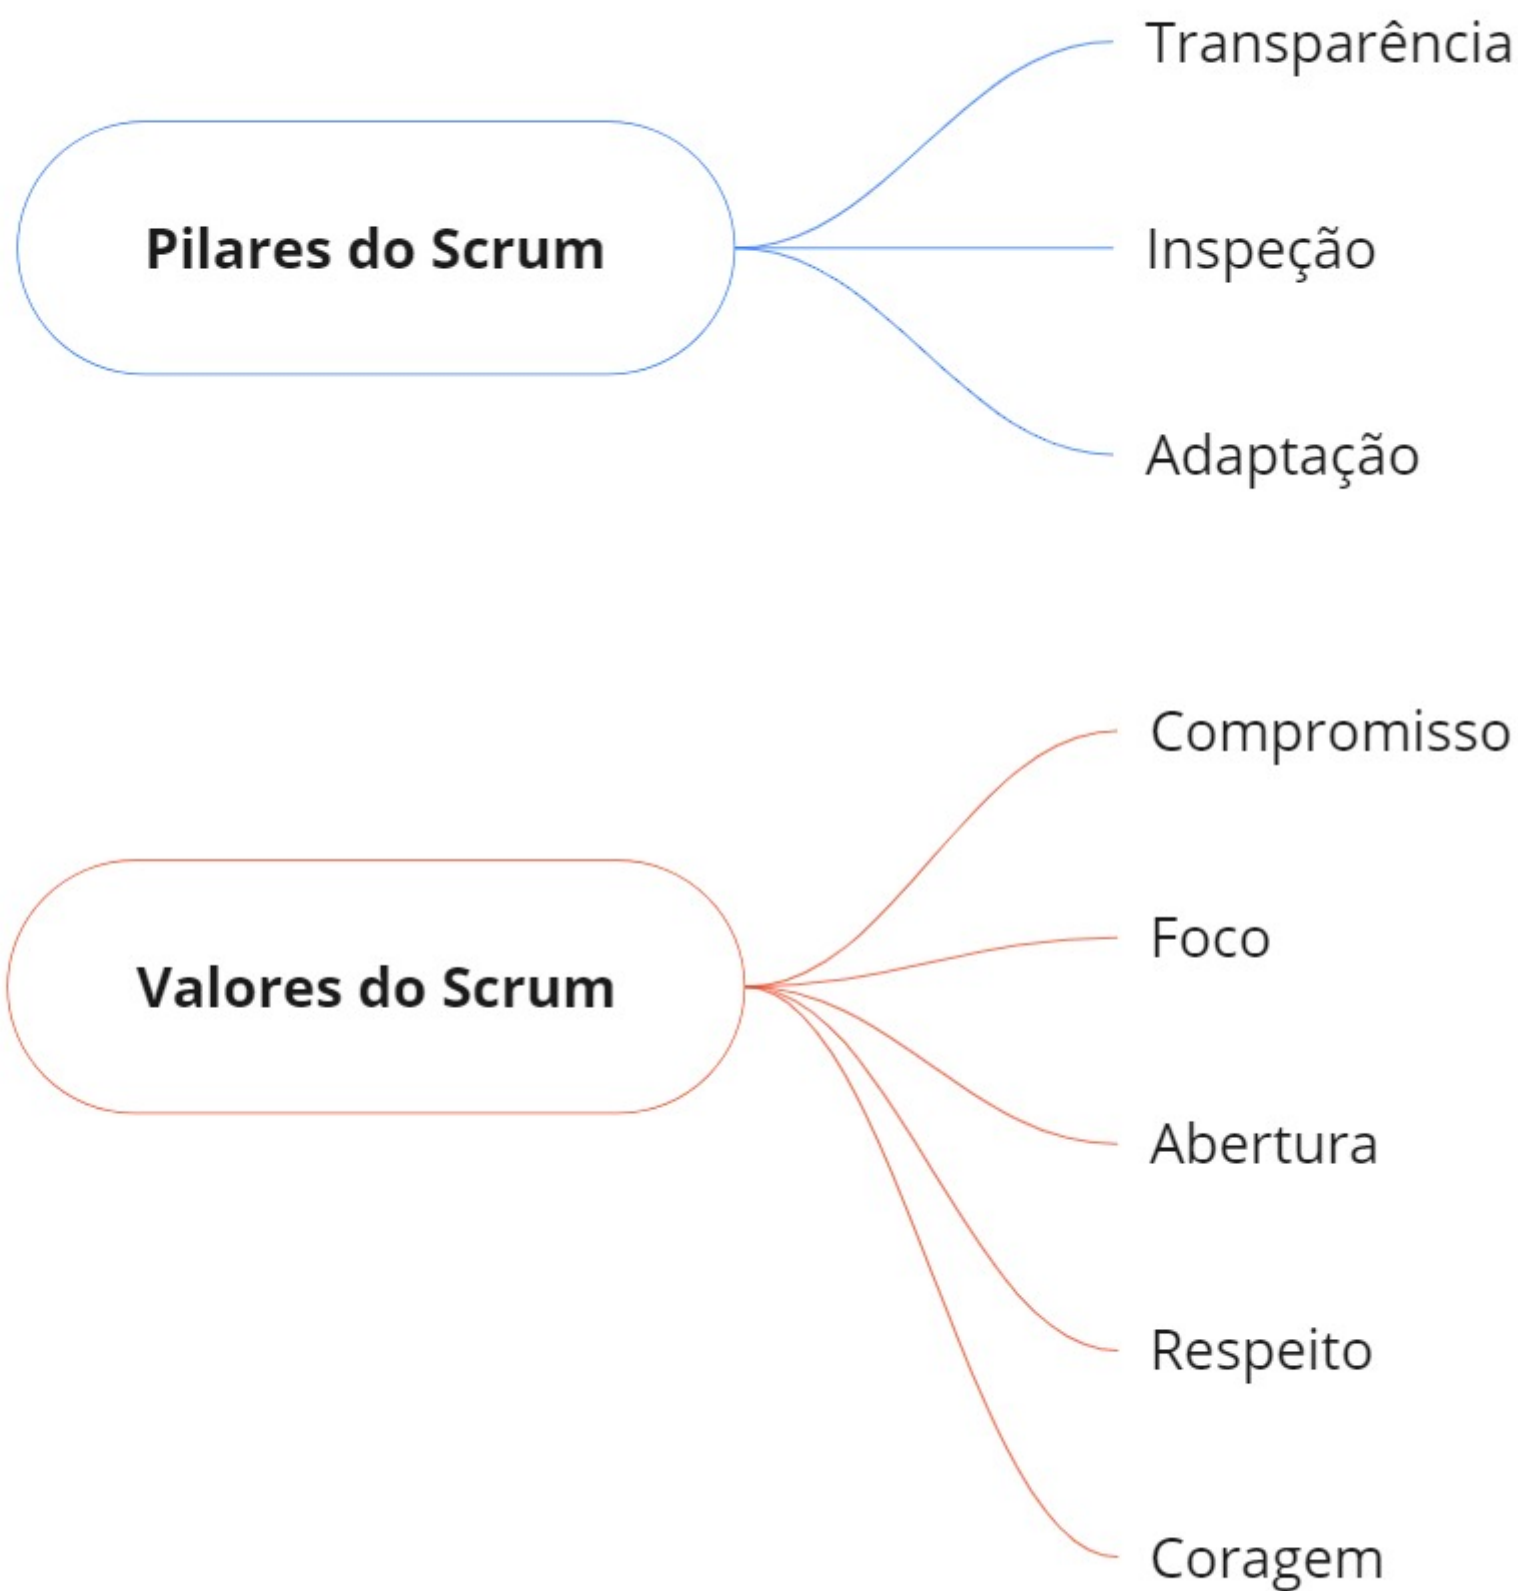 Pilares do Scrum
Transparência
Inspeção
Adaptação
Valores do Scrum
Compromisso
Foco
Abertura
Respeito
Coragem